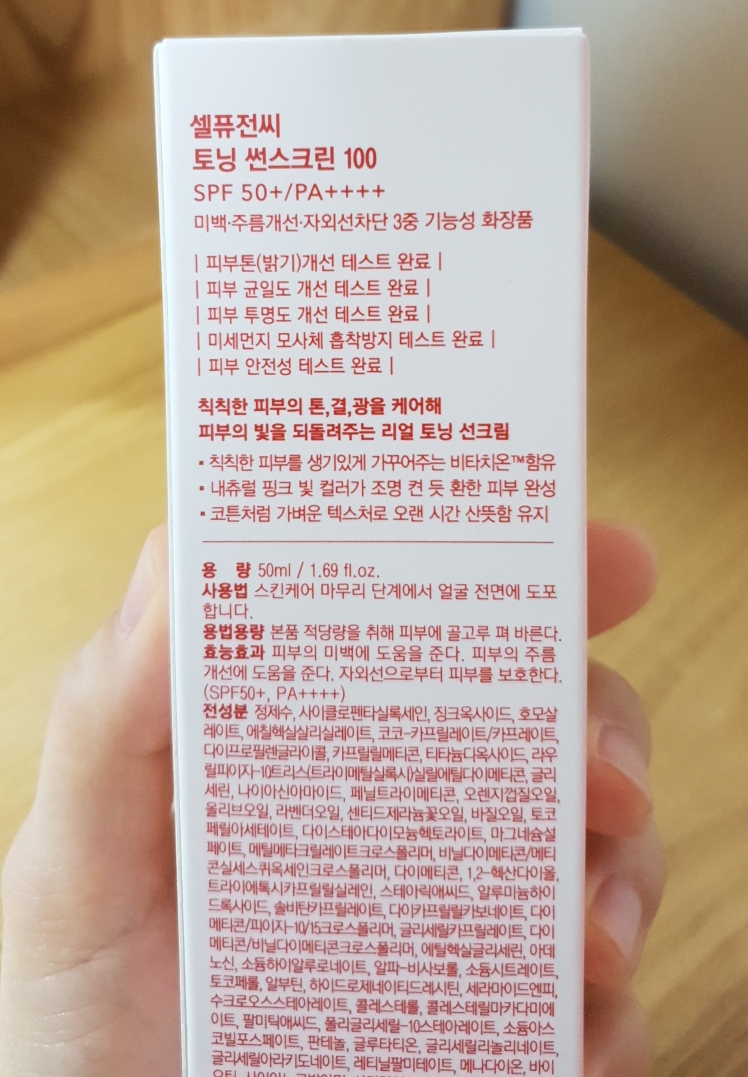 셀퓨전씨
토닝 썬스크린 100
SPF 50+/PA++++
미백·주름개선·자외선차단 3중 기능성 화장품
| 피부톤(밝기)개선 테스트 완료 |
| 피부 균일도 개선 테스트 완료 |
| 피부 투명도 개선 테스트 완료 |
| 미세먼지 모사체 흡착방지 테스트 완료 |
| 피부 안전성 테스트 완료 |
칙칙한 피부의 톤,결,광을 케어해
피부의 빛을 되돌려주는 리얼 토닝 선크림
▪ 칙칙한 피부를 생기있게 가꾸어주는 비타치온™함유
▪ 내츄럴 핑크 빛 컬러가 조명 켠 듯 환한 피부 완성
▪ 코튼처럼 가벼운 텍스처로 오랜 시간 산뜻함 유지
용 량 50ml / 1.69 fl.oz.
사용법 스킨케어 마무리 단계에서 얼굴 전면에 도포
합니다.
용법용량 본품 적당량을 취해 피부에 골고루 펴 바른다.
효능효과 피부의 미백에 도움을 준다. 피부의 주름
개선에 도움을 준다. 자외선으로부터 피부를 보호한다.
(SPF50+, PA++++)
전성분 정제수, 사이클로펜타실록세인, 징크옥사이드, 호모살
레이트, 에칠헥실살리실레이트, 코코-카프릴레이트/카프레이트,
다이프로필렌글라이콜, 카프릴릴메티콘, 티타늄디옥사이드, 라우
릴피이지-10트리스(트라이메틸실록시)실릴에틸다이메티콘, 글리
세린, 나이아신아마이드, 페닐트라이메티콘, 오렌지껍질오일,
올리브오일, 라벤더오일, 센티드제라늄꽃오일, 바질오일, 토코
페릴아세테이트, 다이스테아다이모늄헥토라이트, 마그네슘설
페이트, 메틸메타크릴레이트크로스폴리머, 비닐다이메티콘/메티
콘실세스퀴옥세인크로스폴리머, 다이메티콘, 1,2-헥산다이올,
트라이에톡시카프릴릴실레인, 스테아릭애씨드, 알루미늄하이
드록사이드, 솔비탄카프릴레이트, 다이카프릴릴카보네이트, 다이
메티콘/피이지-10/15크로스폴리머, 글리세릴카프릴레이트, 다이
메티콘/비닐다이메티콘크로스폴리머, 에틸헥실글리세린, 아데
노신, 소듐하이알루로네이트, 알파-비사보롤, 소듐시트레이트,
토코페롤, 알부틴, 하이드로제네이티드레시틴, 세라마이드엔피,
수크로오스스테아레이트, 콜레스테롤, 콜레스테릴마카다미에
이트, 팔미틱애씨드, 폴리글리세릴-10스테아레이트, 소듐아스
코빌포스페이트, 판테놀, 글루타티온, 글리세릴리놀리네이트,
글리세릴아라키도네이트, 레티닐팔미테이트, 메나다이온, 바이